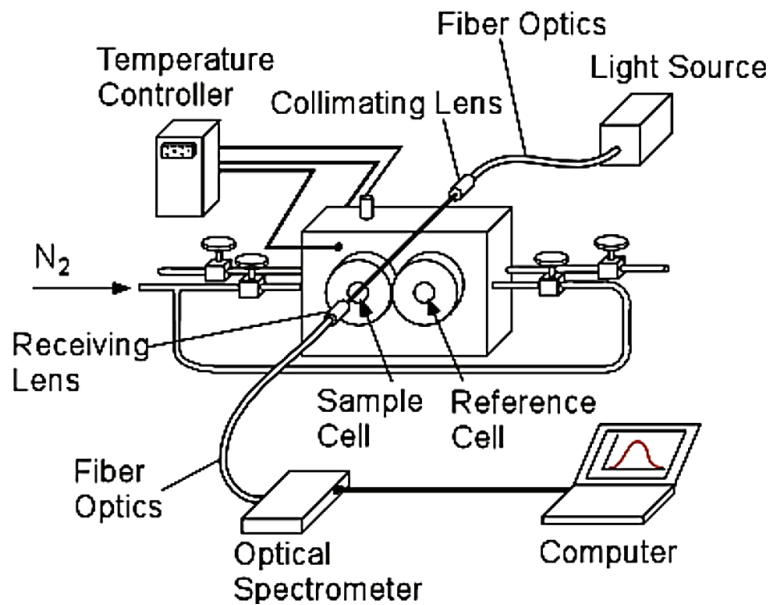 Fiber Optics
Temperature
Controller
Light Source
Collimating Lens
N2
Receiving
Lens
Sample
Cell
Reference
Cell
Fiber
Optics
Optical
Spectrometer
Computer